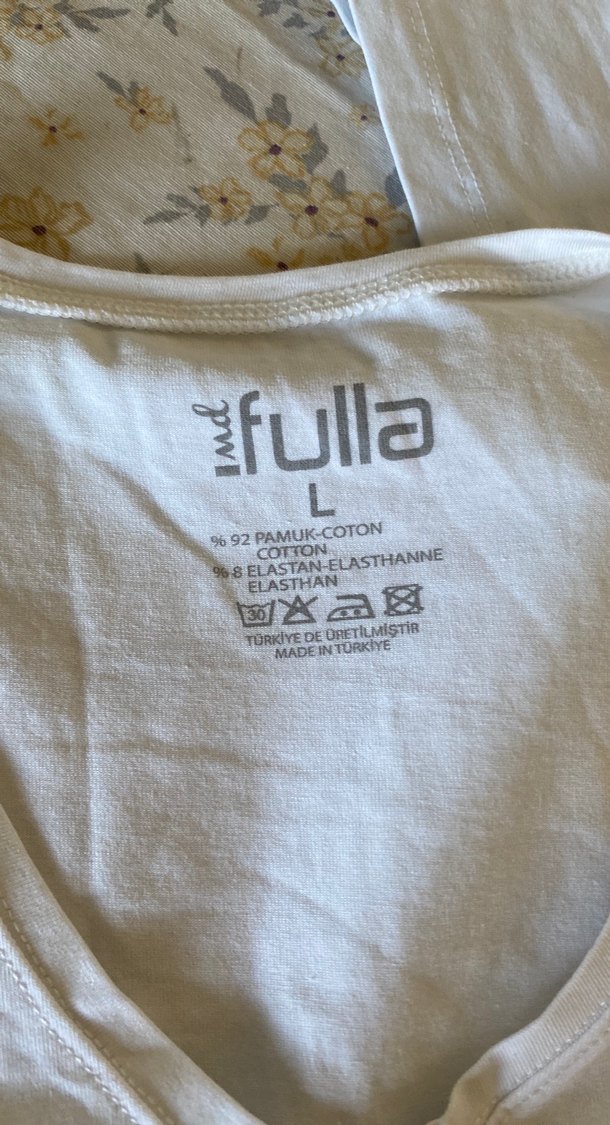 ımd fulla
L
% 92 PAMUK-COTON
COTTON
% 8 ELASTAN-ELASTHANNE
ELASTHAN
30
TÜRKİYE DE ÜRETİLMİŞTİR
MADE IN TÜRKİYE